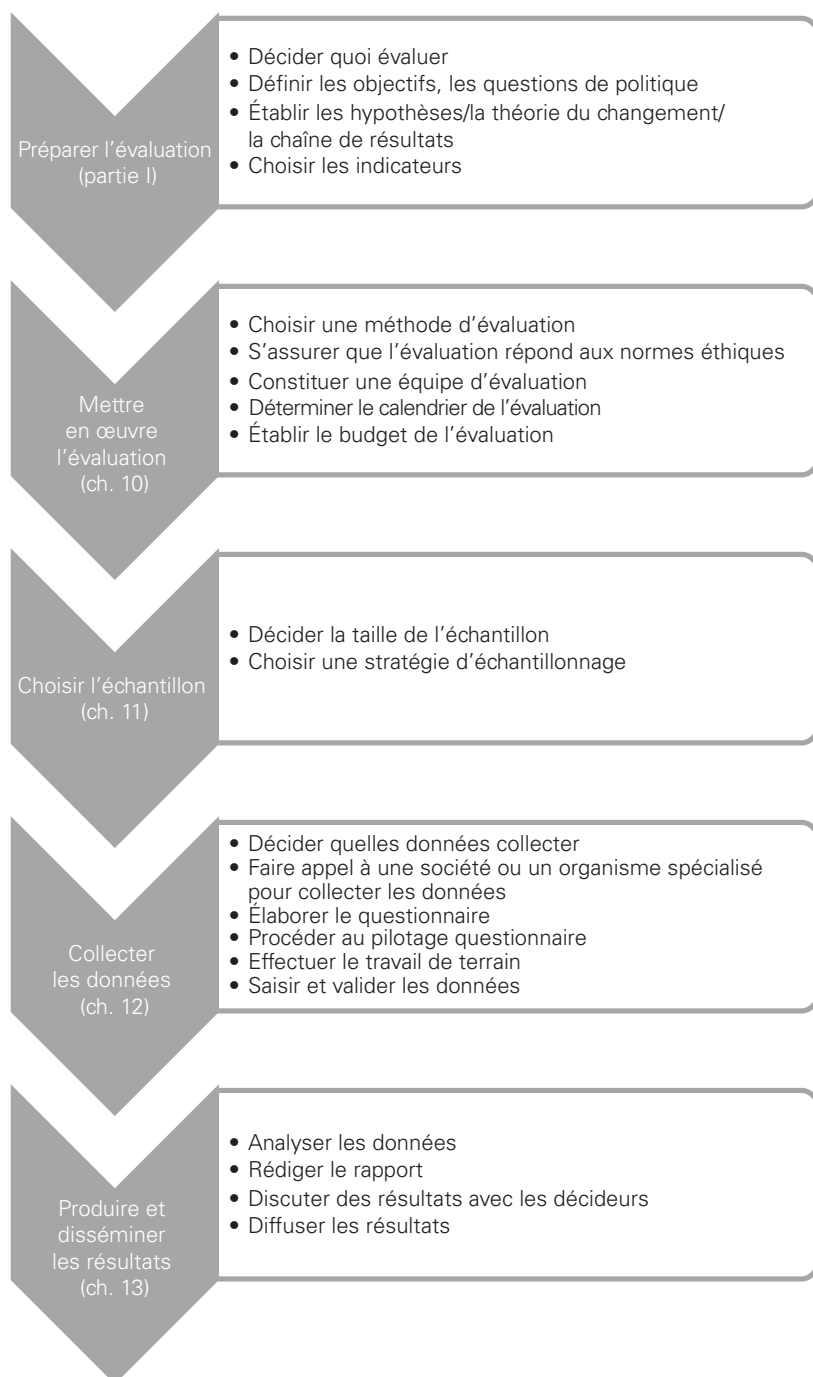 Préparer l'évaluation
(partie I)
• Décider quoi évaluer
• Définir les objectifs, les questions de politique
• Établir les hypothèses/la théorie du changement/
la chaîne de résultats
• Choisir les indicateurs
Mettre
en œuvre
l'évaluation
(ch. 10)
• Choisir une méthode d'évaluation
• S'assurer que l'évaluation répond aux normes éthiques
• Constituer une équipe d'évaluation
• Déterminer le calendrier de l'évaluation
• Établir le budget de l'évaluation
Choisir l'échantillon
(ch. 11)
• Décider la taille de l'échantillon
• Choisir une stratégie d'échantillonnage
Collecter
les données
(ch. 12)
• Décider quelles données collecter
• Faire appel à une société ou un organisme spécialisé
pour collecter les données
• Élaborer le questionnaire
• Procéder au pilotage questionnaire
• Effectuer le travail de terrain
• Saisir et valider les données
Produire et
disséminer
les résultats
(ch. 13)
• Analyser les données
• Rédiger le rapport
• Discuter des résultats avec les décideurs
• Diffuser les résultats